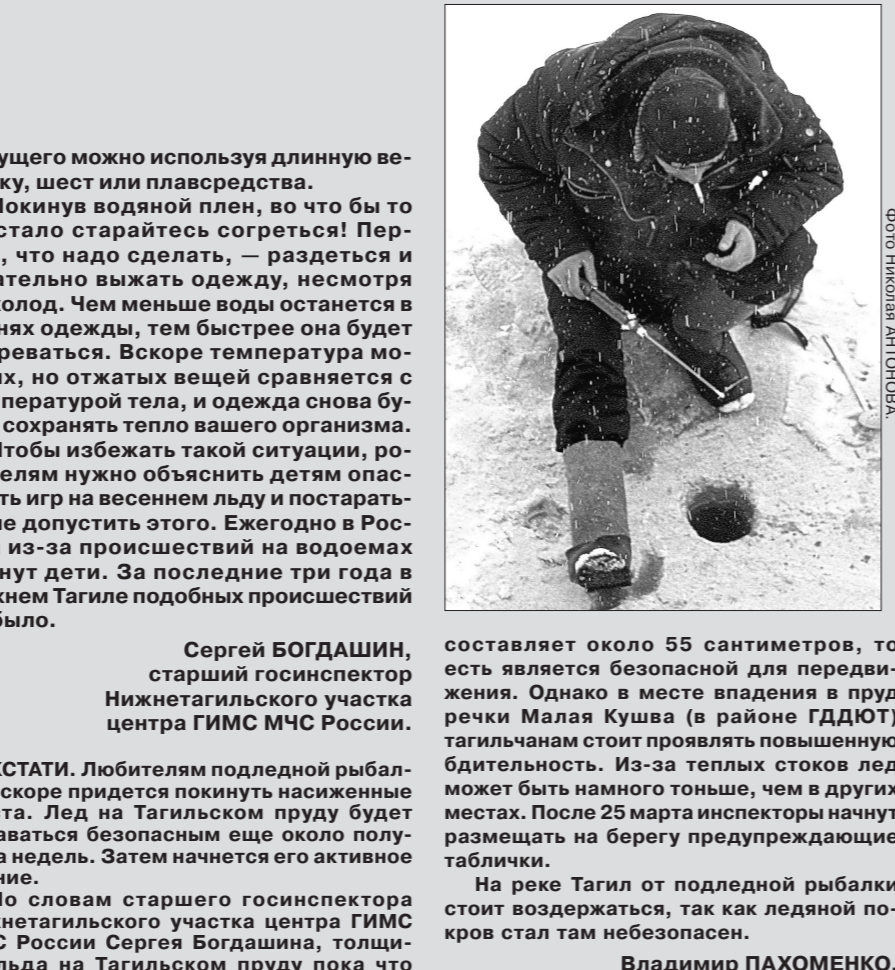 ущего можно используя длинную ве-
ку, шест или плавсредства.
Покинув водяной плен, во что бы то
стало старайтесь согреться! Пер-
, что надо сделать, — раздеться и
ательно выжать одежду, несмотря
холод. Чем меньше воды останется в
нях одежды, тем быстрее она будет
реваться. Вскоре температура мо-
ых, но отжатых вещей сравняется с
пературой тела, и одежда снова бу-
сохранять тепло вашего организма.
Чтобы избежать такой ситуации, ро-
елям нужно объяснить детям опас-
ть игр на весеннем льду и постарать-
не допустить этого. Ежегодно в Рос-
из-за происшествий на водоемах
нут дети. За последние три года в
жнем Тагиле подобных происшествий
было.
Сергей БОГДАШИН,
старший госинспектор
Нижнетагильского участка
центра ГИМС МЧС России.
КСТАТИ. Любителям подледной рыбал-
скоро придется покинуть насиженные
ста. Лед на Тагильском пруду будет
аваться безопасным еще около полу-
а недель. Затем начнется его активное
ние.
По словам старшего госинспектора
жнетагильского участка центра ГИМС
С России Сергея Богдашина, толщи-
льда на Тагильском пруду пока что
Фото Николая АНТОНОВА.
составляет около 55 сантиметров, то
есть является безопасной для передви-
жения. Однако в месте впадения в пруд
речки Малая Кушва (в районе ГДДЮТ)
тагильчанам стоит проявлять повышенную
бдительность. Из-за теплых стоков лед
может быть намного тоньше, чем в других
местах. После 25 марта инспекторы начнут
размещать на берегу предупреждающие
таблички.
На реке Тагил от подледной рыбалки
стоит воздержаться, так как ледяной по-
кров стал там небезопасен.
Владимир ПАХОМЕНКО.